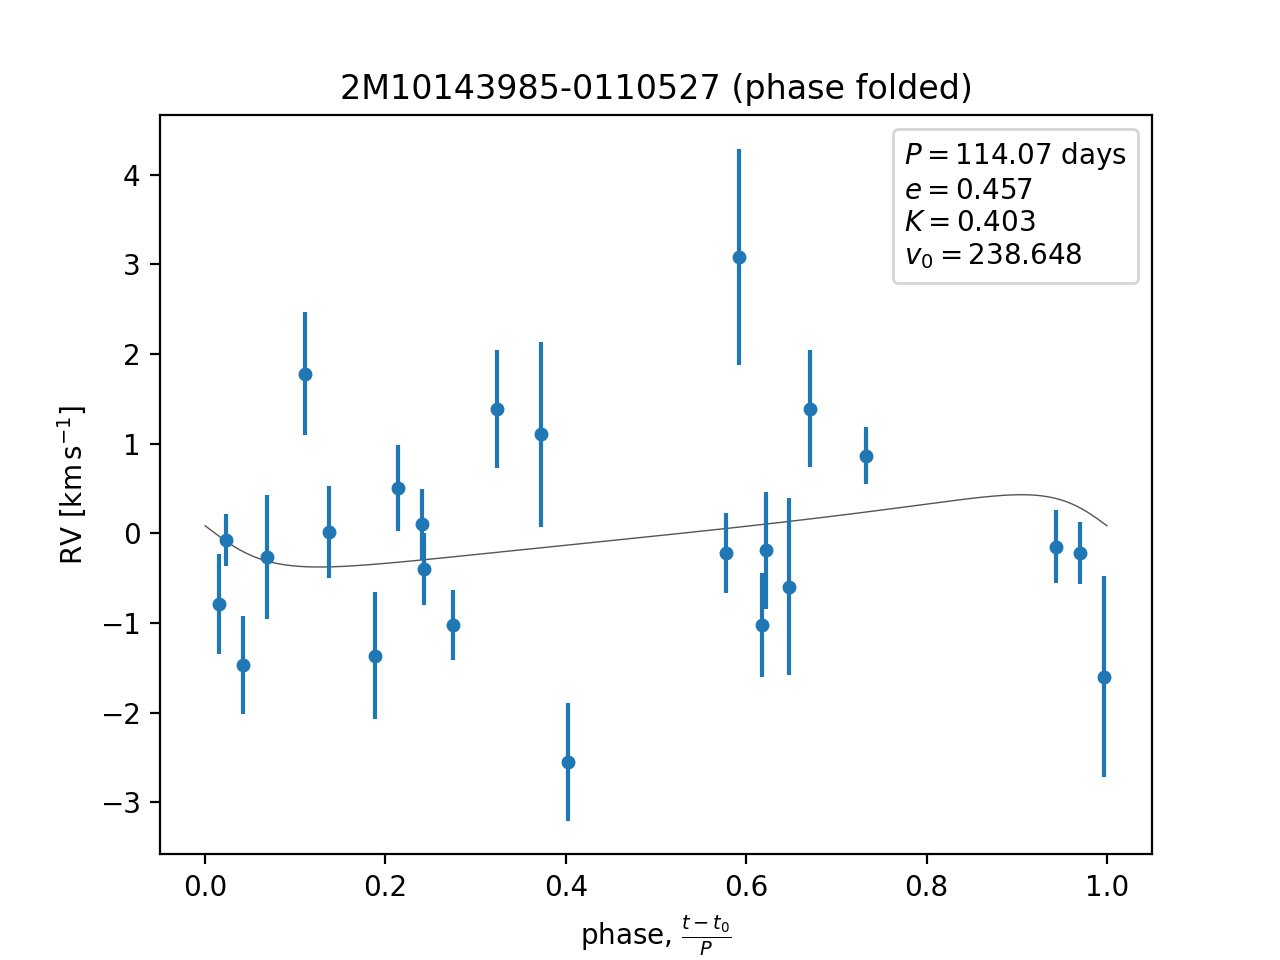 2M10143985-0110527 (phase folded)
P = 114.07 days
e = 0.457
K = 0.403
v₀ = 238.648
4
3
2
1
0
−1
−2
−3
RV [km s⁻¹]
0.0 0.2 0.4 0.6 0.8 1.0
phase, (t − t₀)/P